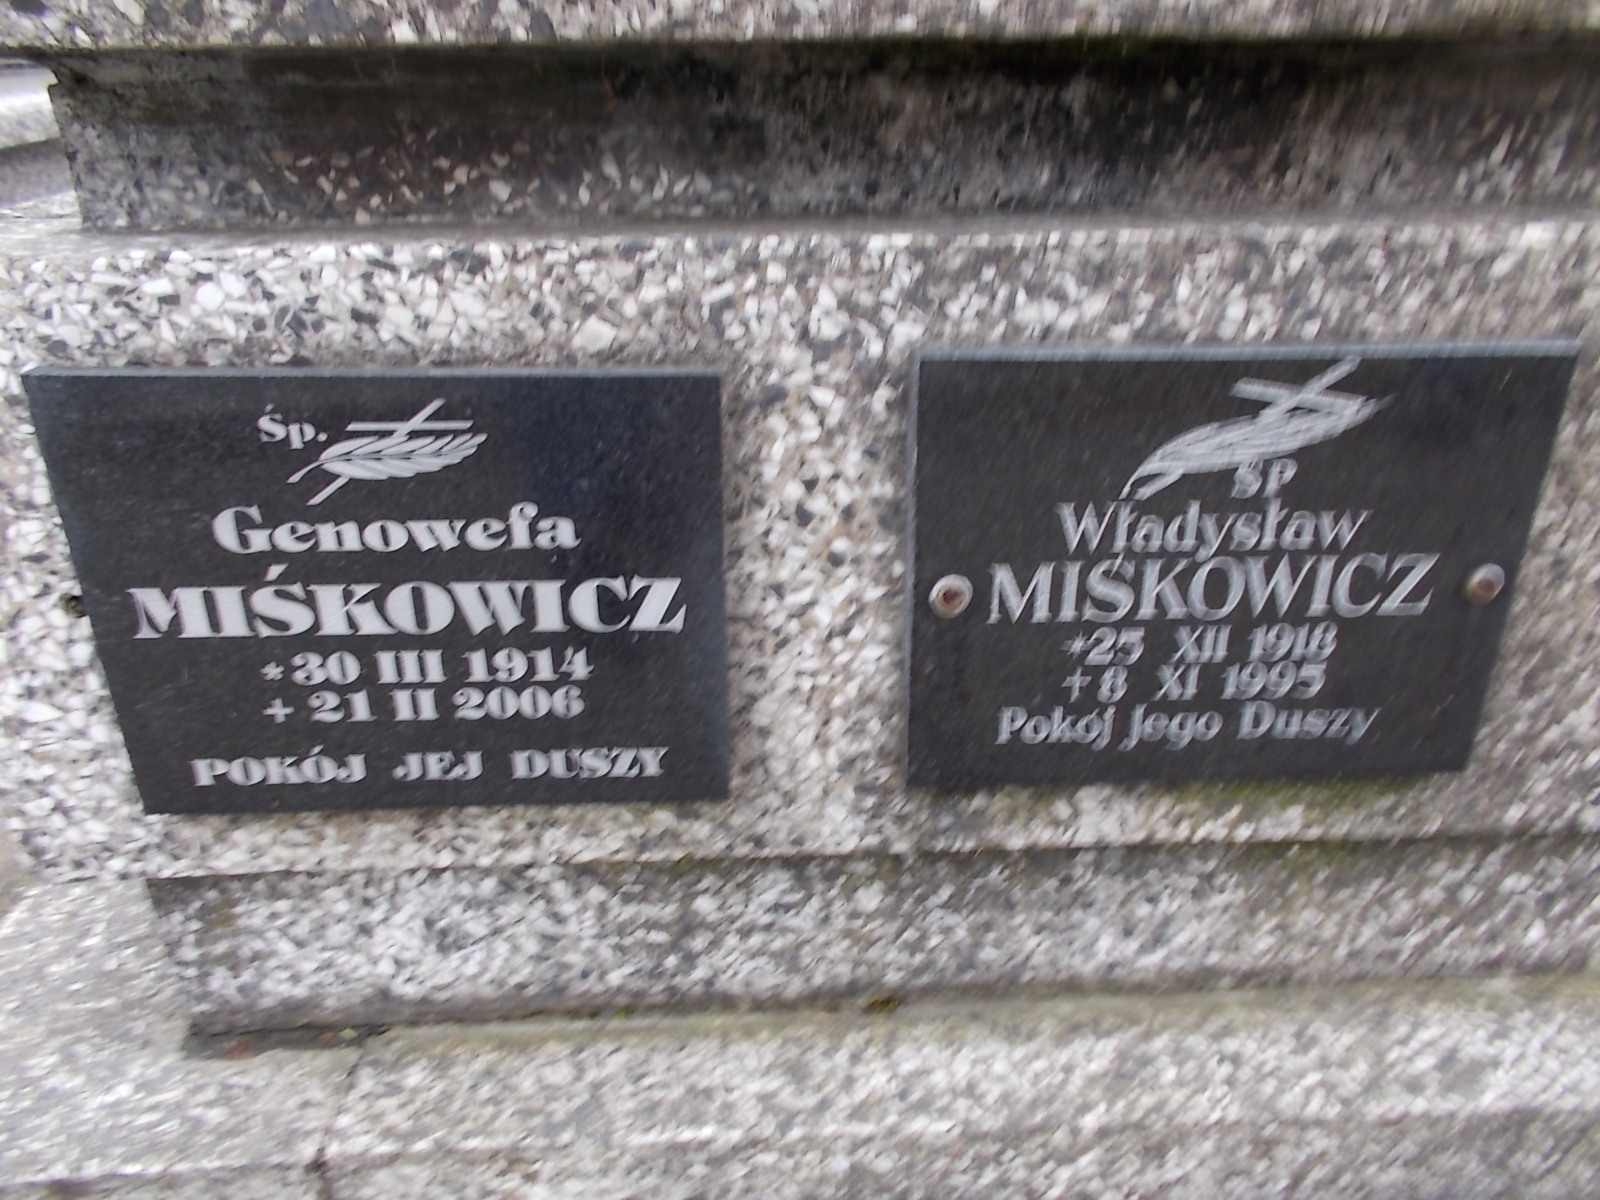 Śp.
Genowefa
MIŚKOWICZ
*30 III 1914
+ 21 II 2006
POKÓJ JEJ DUSZY
ŚP
Władysław
MIŚKOWICZ
*25 XII 1918
+ 8 XI 1995
Pokój Jego Duszy